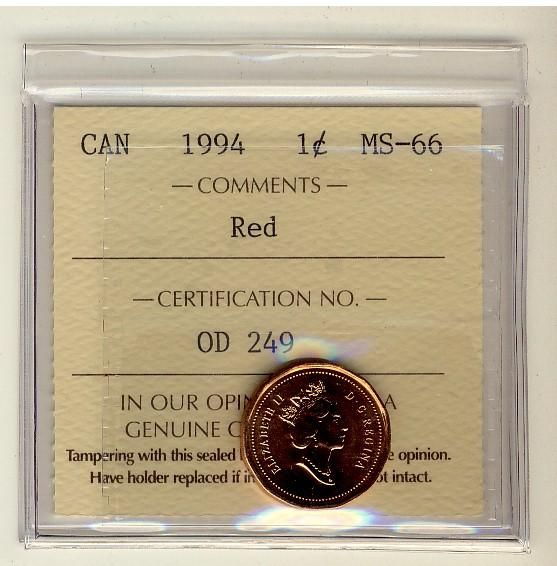 CAN 1994 1¢ MS-66
— COMMENTS —
Red
— CERTIFICATION NO. —
OD 249
IN OUR A
GENUINE
Tampering with this sealed opinion.
Have holder replaced if intact.
ELIZABETH II D·G·REGINA